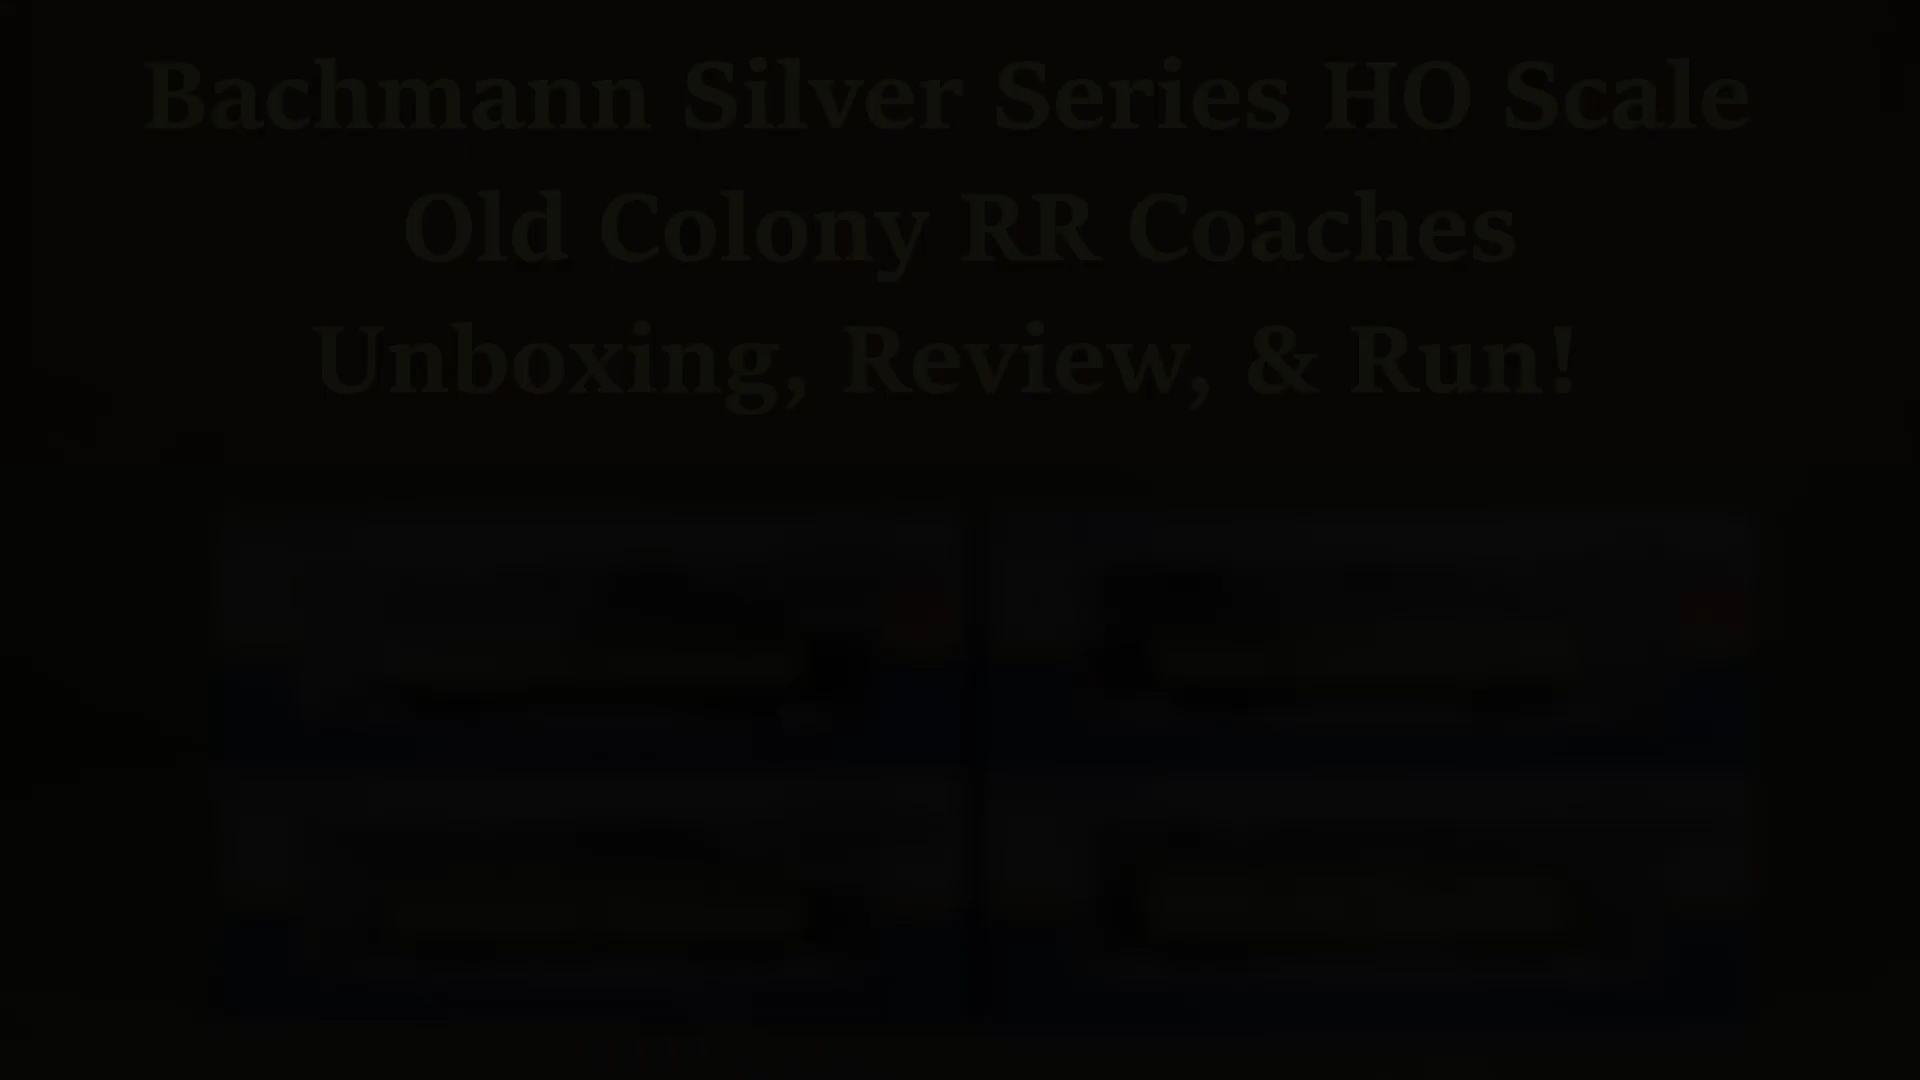 Bachmann Silver Series HO Scale
Old Colony RR Coaches
Unboxing, Review, & Run!